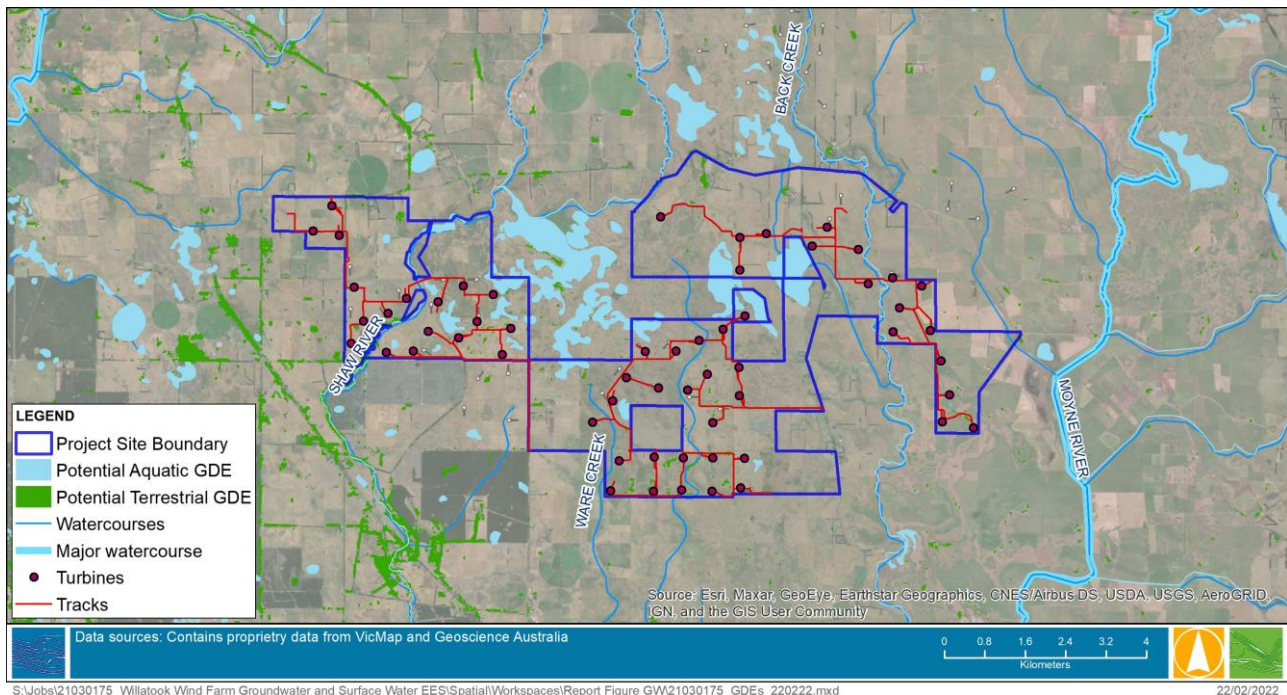 BACK CREEK
SHAW RIVER
MOYNE RIVER
WARE CREEK
LEGEND
Project Site Boundary
Potential Aquatic GDE
Potential Terrestrial GDE
Watercourses
Major watercourse
Turbines
Tracks
Source: Esri, Maxar, GeoEye, Earthstar Geographics, CNES/Airbus DS, USDA, USGS, AeroGRID,
IGN, and the GIS User Community
Data sources: Contains proprietry data from VicMap and Geoscience Australia
0 0.8 1.6 2.4 3.2 4
Kilometers
S:\Jobs\21030175_Willatook Wind Farm Groundwater and Surface Water EES\Spatial\Workspaces\Report Figure GW\21030175_GDEs_220222.mxd
22/02/2022